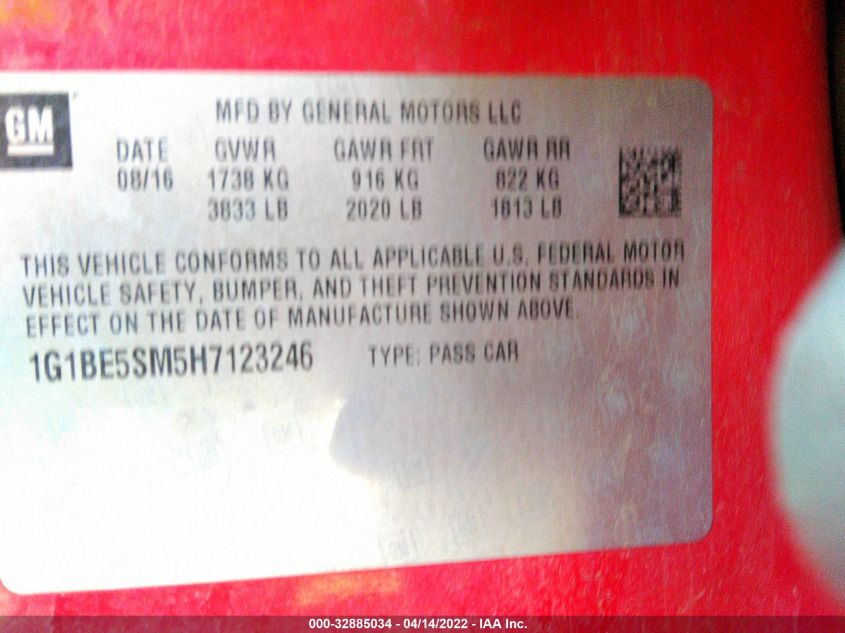 GM
MFD BY GENERAL MOTORS LLC
DATE GVWR GAWR FRT GAWR RR
08/16 1738 KG 916 KG 822 KG
3833 LB 2020 LB 1813 LB
THIS VEHICLE CONFORMS TO ALL APPLICABLE U.S. FEDERAL MOTOR
VEHICLE SAFETY, BUMPER, AND THEFT PREVENTION STANDARDS IN
EFFECT ON THE DATE OF MANUFACTURE SHOWN ABOVE.
1G1BE5SM5H7123246 TYPE: PASS CAR
000-32885034 - 04/14/2022 - IAA Inc.